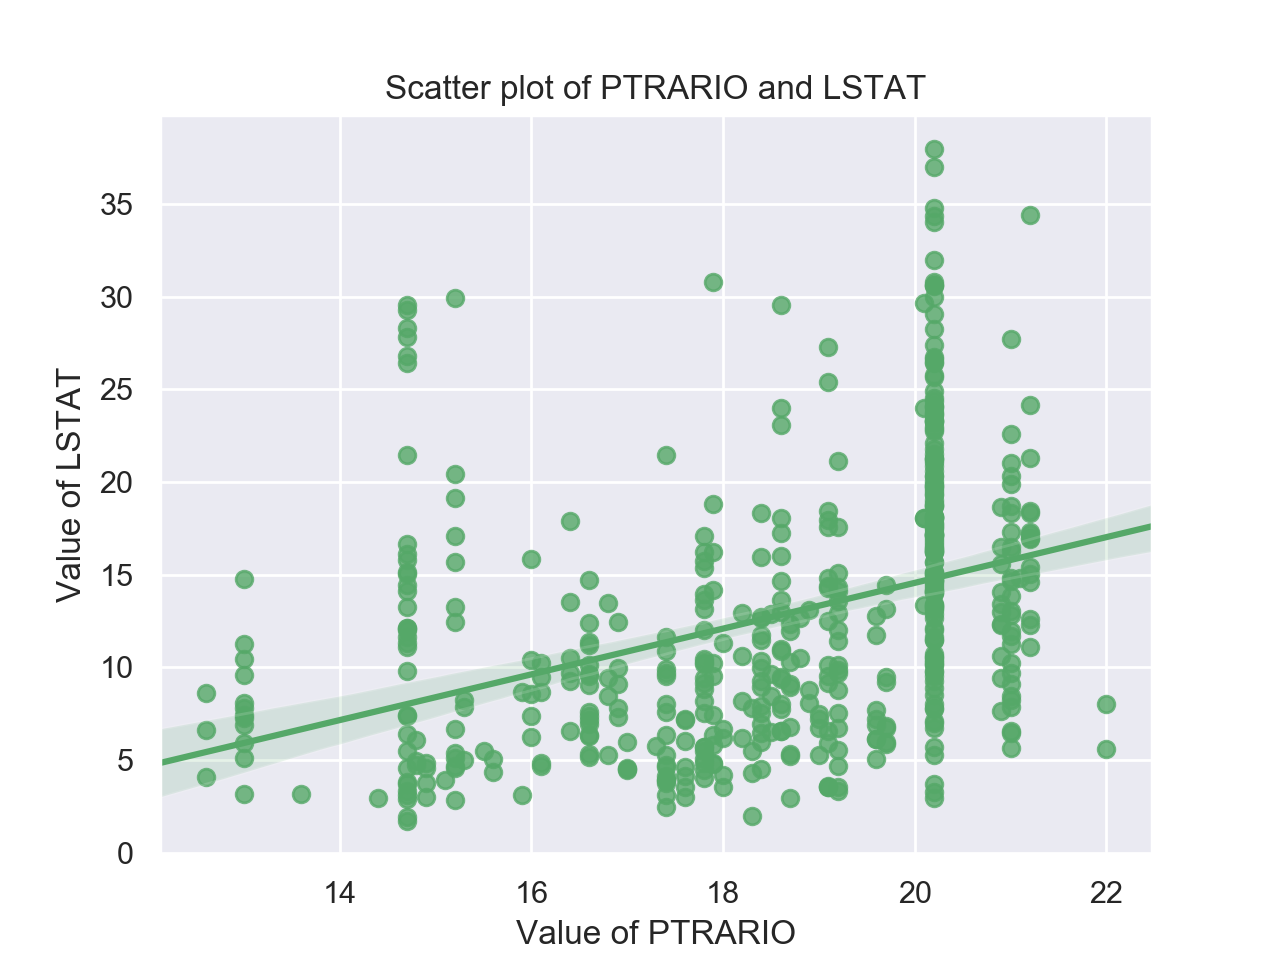 Scatter plot of PTRARIO and LSTAT
Value of LSTAT
35
30
25
20
15
10
5
0
14 16 18 20 22
Value of PTRARIO